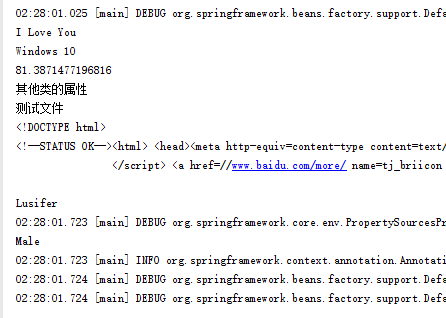 02:28:01.025 [main] DEBUG org.springframework.beans.factory.support.Defa
I Love You
Windows 10
81.3871477196816
其他类的属性
测试文件
<!DOCTYPE html>
<!--STATUS OK--><html> <head><meta http-equiv=content-type content=text/
</script> <a href=//www.baidu.com/more/ name=tj_briicon
Lusifer
02:28:01.723 [main] DEBUG org.springframework.core.env.PropertySourcesPr
Male
02:28:01.723 [main] INFO org.springframework.context.annotation.Annotati
02:28:01.724 [main] DEBUG org.springframework.beans.factory.support.Defa
02:28:01.724 [main] DEBUG org.springframework.beans.factory.support.Defa